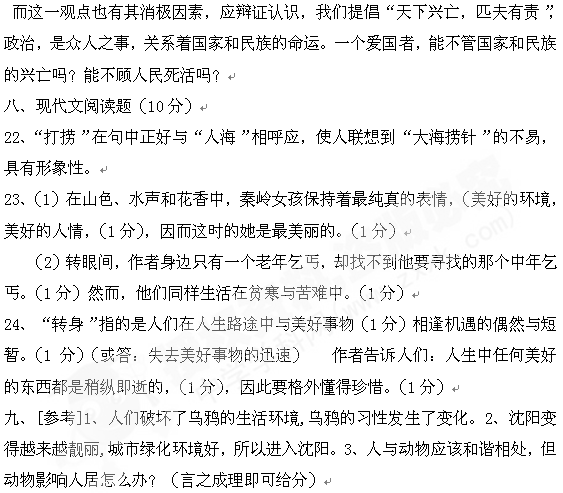 而这一观点也有其消极因素，应辩证认识，我们提倡“天下兴亡，匹夫有责”，
政治，是众人之事，关系着国家和民族的命运。一个爱国者，能不管国家和民族
的兴亡吗？能不顾人民死活吗？
八、现代文阅读题（10分）
22、“打捞”在句中正好与“人海”相呼应，使人联想到“大海捞针”的不易，
具有形象性。
23、（1）在山色、水声和花香中，秦岭女孩保持着最纯真的表情，（美好的环境，
美好的人情，（1分），因而这时的她是最美丽的。（1分）
（2）转眼间，作者身边只有一个老年乞丐，却找不到他要寻找的那个中年乞
丐。（1分）然而，他们同样生活在贫寒与苦难中。（1分）
24、“转身”指的是人们在人生路途中与美好事物（1分）相逢机遇的偶然与短
暂。（1 分）（或答：失去美好事物的迅速） 作者告诉人们：人生中任何美好
的东西都是稍纵即逝的，（1分），因此要格外懂得珍惜。（1分）
九、[参考]1、人们破坏了乌鸦的生活环境,乌鸦的习性发生了变化。2、沈阳变
得越来越靓丽,城市绿化环境好，所以进入沈阳。3、人与动物应该和谐相处，但
动物影响人居怎么办？（言之成理即可给分）